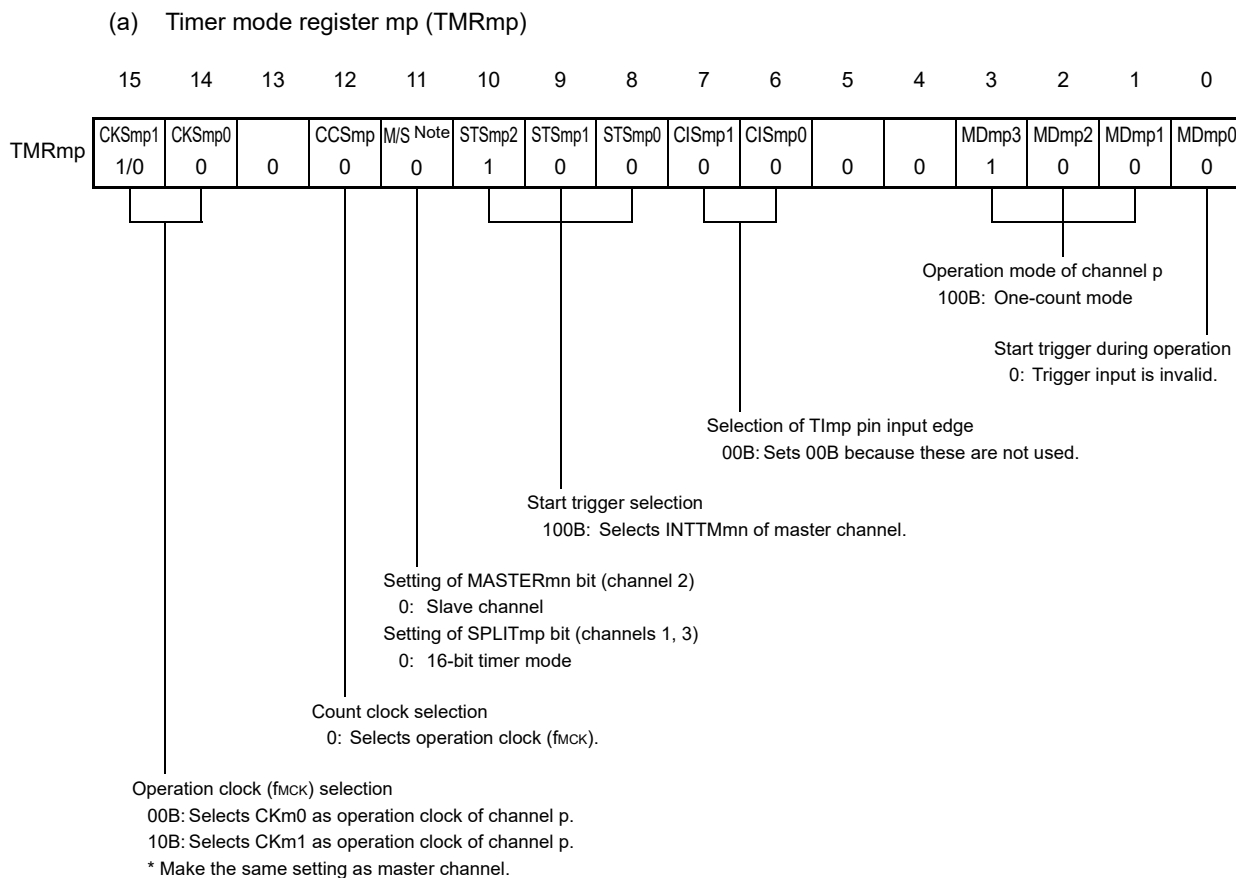 (a) Timer mode register mp (TMRmp)
15 14 13 12 11 10 9 8 7 6 5 4 3 2 1 0
CKSmp1 CKSmp0 CCSmp M/S Note STSmp2 STSmp1 STSmp0 CISmp1 CISmp0 MDmp3 MDmp2 MDmp1 MDmp0
TMRmp
1/0 0 0 0 0 1 0 0 0 0 0 0 1 0 0 0
Operation mode of channel p
100B: One-count mode
Start trigger during operation
0: Trigger input is invalid.
Selection of TImp pin input edge
00B: Sets 00B because these are not used.
Start trigger selection
100B: Selects INTTMmn of master channel.
Setting of MASTERmn bit (channel 2)
0: Slave channel
Setting of SPLITmp bit (channels 1, 3)
0: 16-bit timer mode
Count clock selection
0: Selects operation clock (fMCK).
Operation clock (fMCK) selection
00B: Selects CKm0 as operation clock of channel p.
10B: Selects CKm1 as operation clock of channel p.
* Make the same setting as master channel.